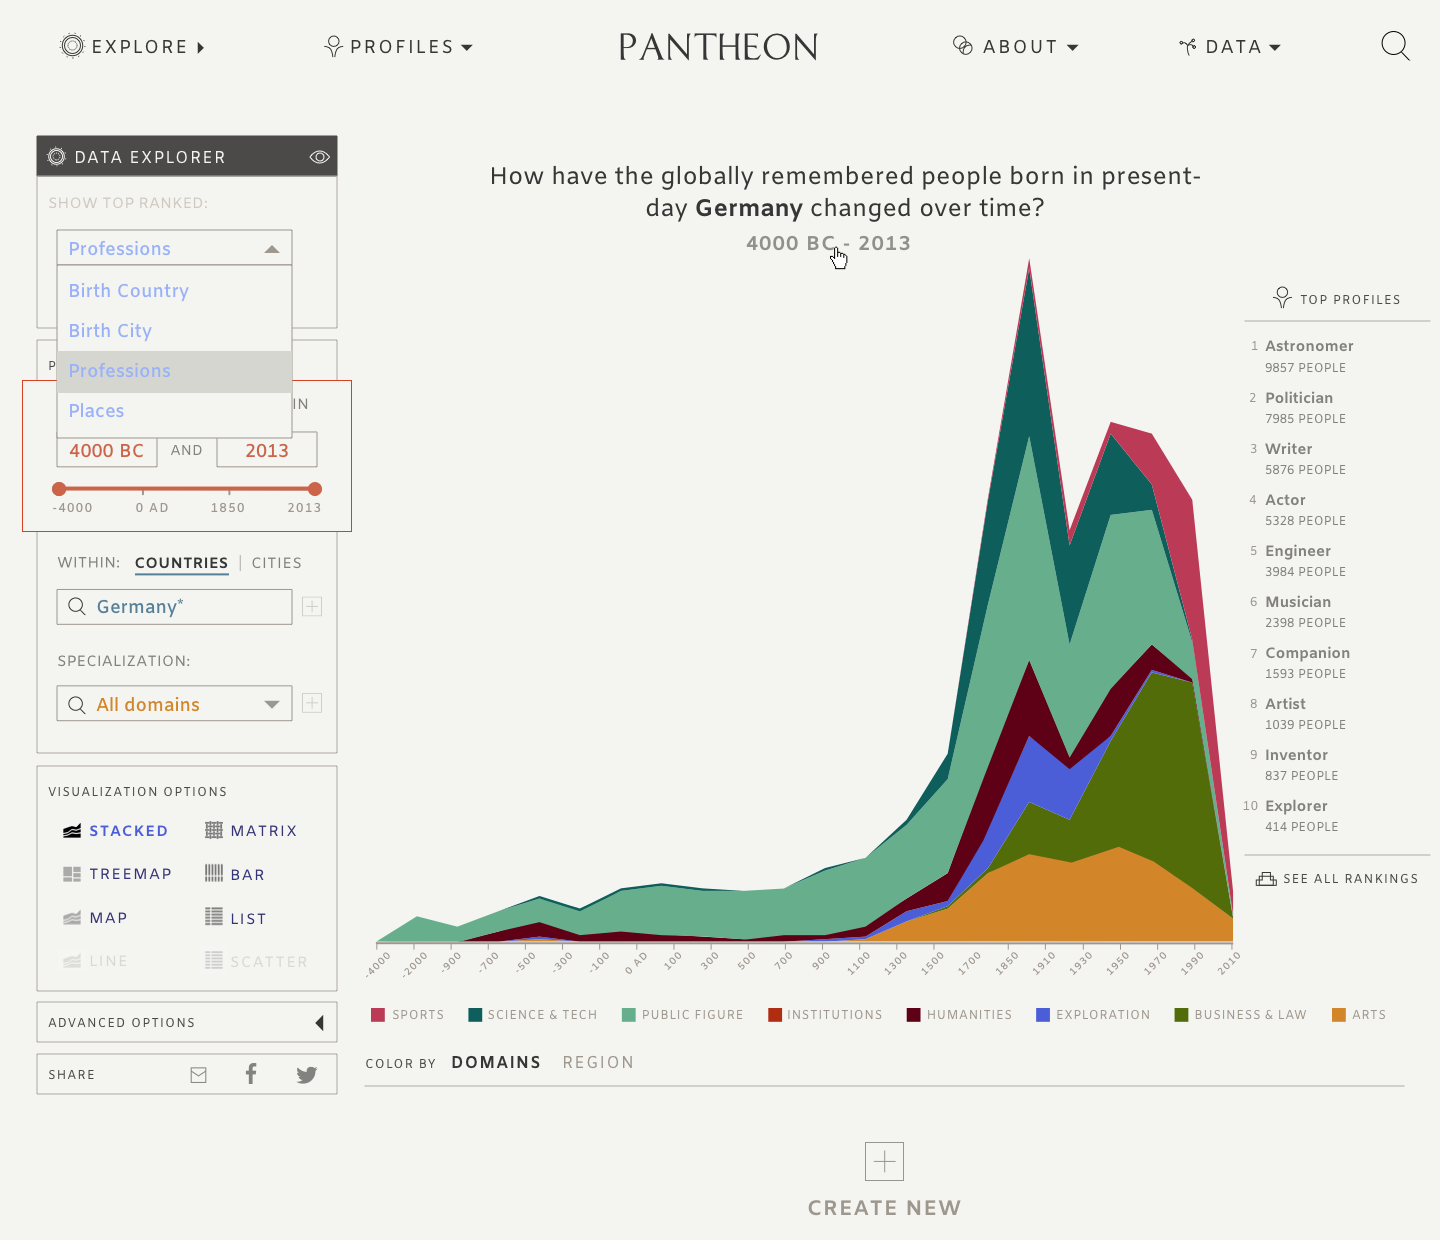 EXPLORE
PROFILES
PANTHEON
ABOUT
DATA
DATA EXPLORER
SHOW TOP RANKED:
Professions
Birth Country
Birth City
Professions
Places
P
IN
4000 BC AND 2013
-4000 0 AD 1850 2013
WITHIN: COUNTRIES | CITIES
Germany*
SPECIALIZATION:
All domains
VISUALIZATION OPTIONS
STACKED MATRIX
TREEMAP BAR
MAP LIST
LINE SCATTER
ADVANCED OPTIONS
SHARE
How have the globally remembered people born in present-
day Germany changed over time?
4000 BC - 2013
-4000 -2000 -900 -700 -500 -300 -100 0 AD 100 300 500 700 900 1100 1300 1500 1700 1850 1910 1930 1950 1970 1990 2010
SPORTS SCIENCE & TECH PUBLIC FIGURE INSTITUTIONS HUMANITIES EXPLORATION BUSINESS & LAW ARTS
COLOR BY DOMAINS REGION
TOP PROFILES
1 Astronomer
9857 PEOPLE
2 Politician
7985 PEOPLE
3 Writer
5876 PEOPLE
4 Actor
5328 PEOPLE
5 Engineer
3984 PEOPLE
6 Musician
2398 PEOPLE
7 Companion
1593 PEOPLE
8 Artist
1039 PEOPLE
9 Inventor
837 PEOPLE
10 Explorer
414 PEOPLE
SEE ALL RANKINGS
CREATE NEW